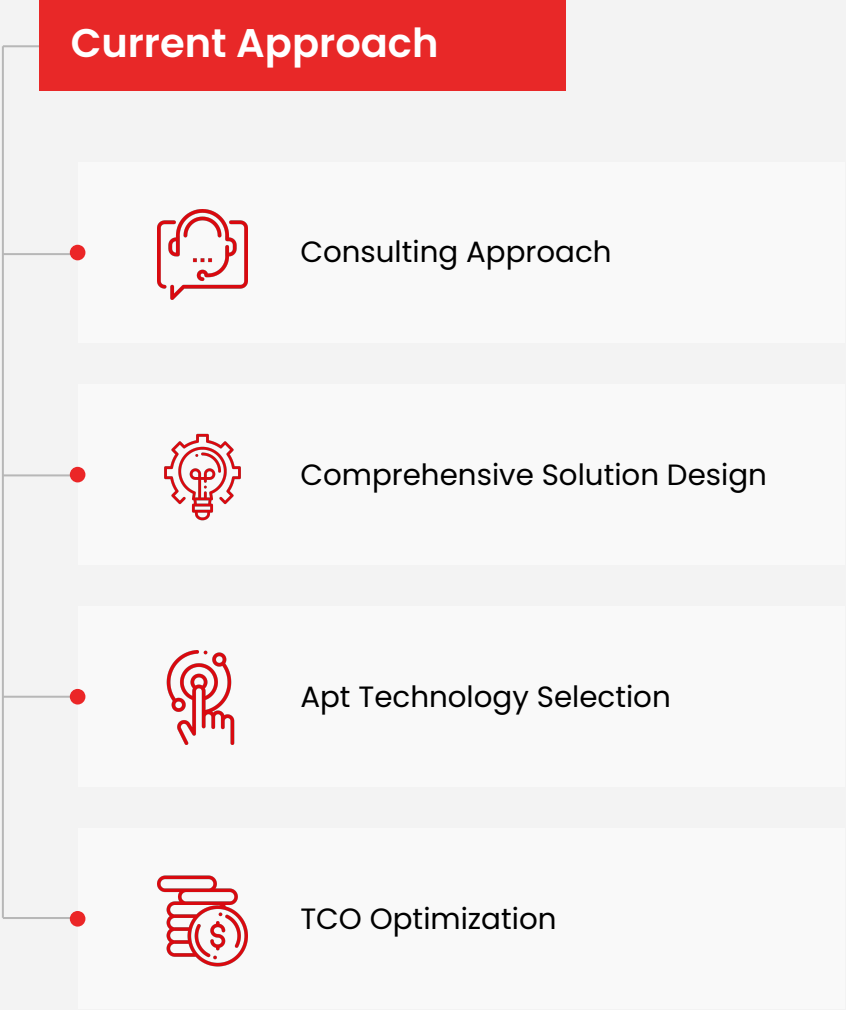 Current Approach
Consulting Approach
Comprehensive Solution Design
Apt Technology Selection
TCO Optimization